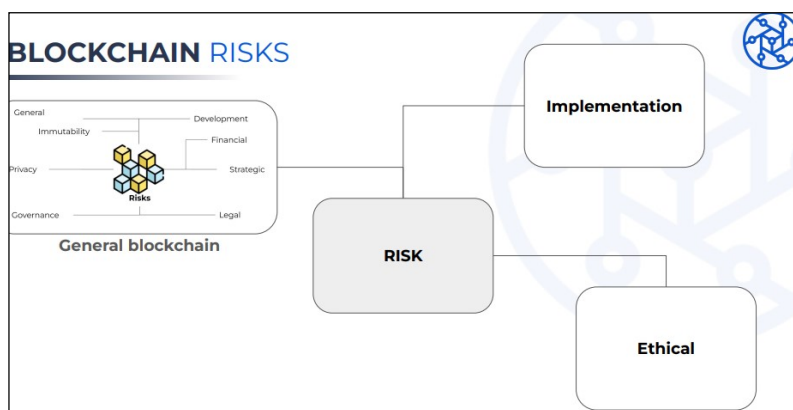 BLOCKCHAIN RISKS
General
Development
Immutability
Financial
Privacy
Strategic
Risks
Governance
Legal
General blockchain
Implementation
RISK
Ethical